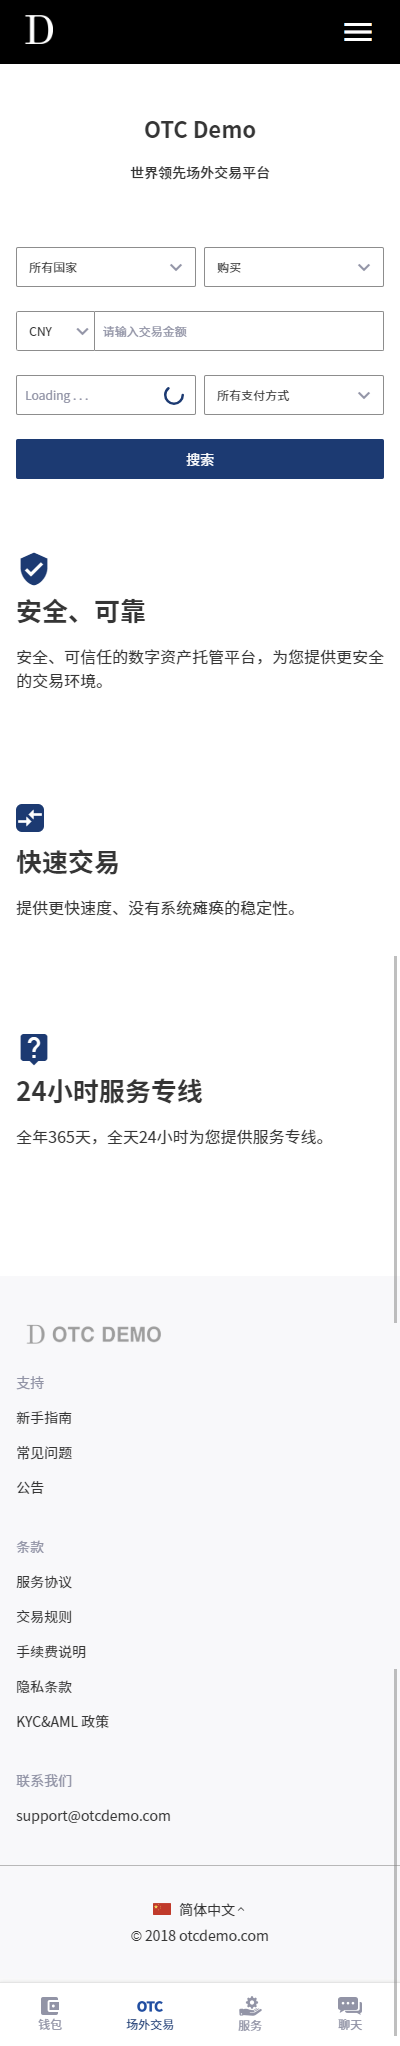 D
OTC Demo
世界领先场外交易平台
所有国家
购买
CNY
请输入交易金额
Loading . . .
所有支付方式
搜索
安全、可靠
安全、可信任的数字资产托管平台，为您提供更安全
的交易环境。
快速交易
提供更快速度、没有系统瘫痪的稳定性。
24小时服务专线
全年365天，全天24小时为您提供服务专线。
D OTC DEMO
支持
新手指南
常见问题
公告
条款
服务协议
交易规则
手续费说明
隐私条款
KYC&AML 政策
联系我们
support@otcdemo.com
简体中文
© 2018 otcdemo.com
OTC
钱包
场外交易
服务
聊天